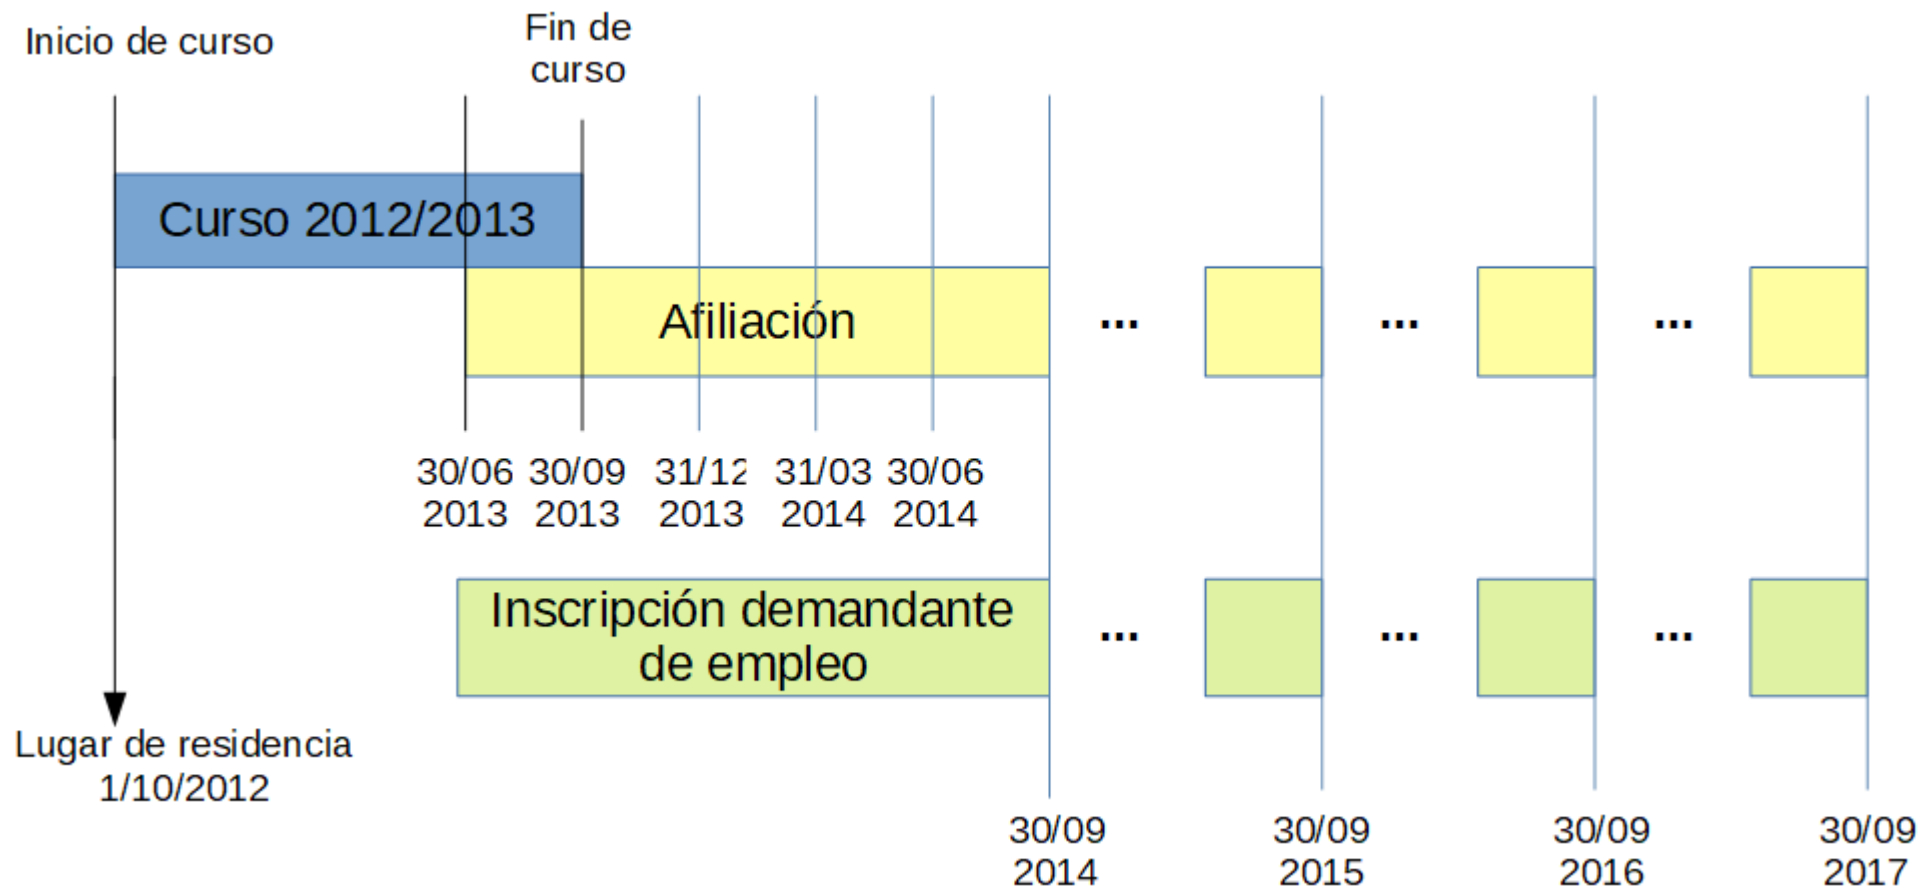 Inicio de curso
Fin de
curso
Curso 2012/2013
Afiliación
... ... ...
30/06 30/09 31/12 31/03 30/06
2013 2013 2013 2014 2014
Inscripción demandante
de empleo
... ... ...
Lugar de residencia
1/10/2012
30/09 30/09 30/09 30/09
2014 2015 2016 2017